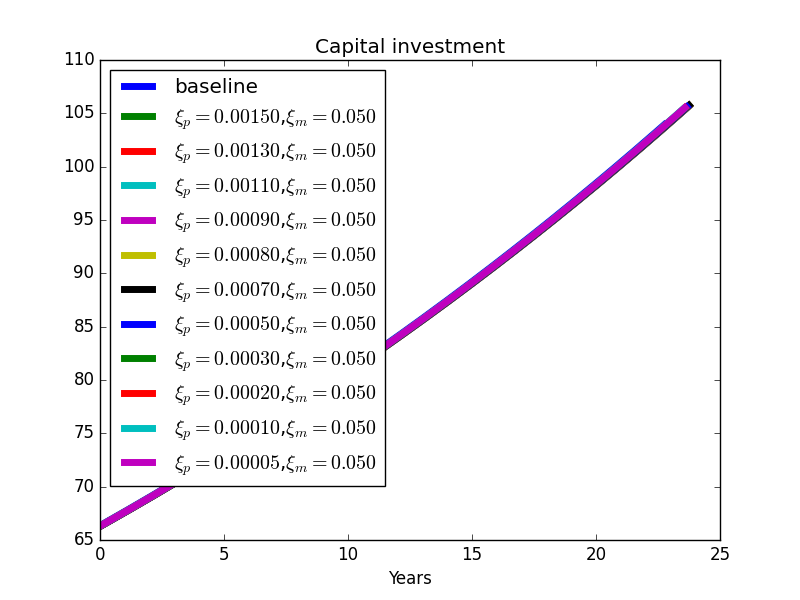 Capital investment
110
105
100
95
90
85
80
75
70
65
baseline
ξₚ = 0.00150,ξₘ = 0.050
ξₚ = 0.00130,ξₘ = 0.050
ξₚ = 0.00110,ξₘ = 0.050
ξₚ = 0.00090,ξₘ = 0.050
ξₚ = 0.00080,ξₘ = 0.050
ξₚ = 0.00070,ξₘ = 0.050
ξₚ = 0.00050,ξₘ = 0.050
ξₚ = 0.00030,ξₘ = 0.050
ξₚ = 0.00020,ξₘ = 0.050
ξₚ = 0.00010,ξₘ = 0.050
ξₚ = 0.00005,ξₘ = 0.050
0 5 10 15 20 25
Years